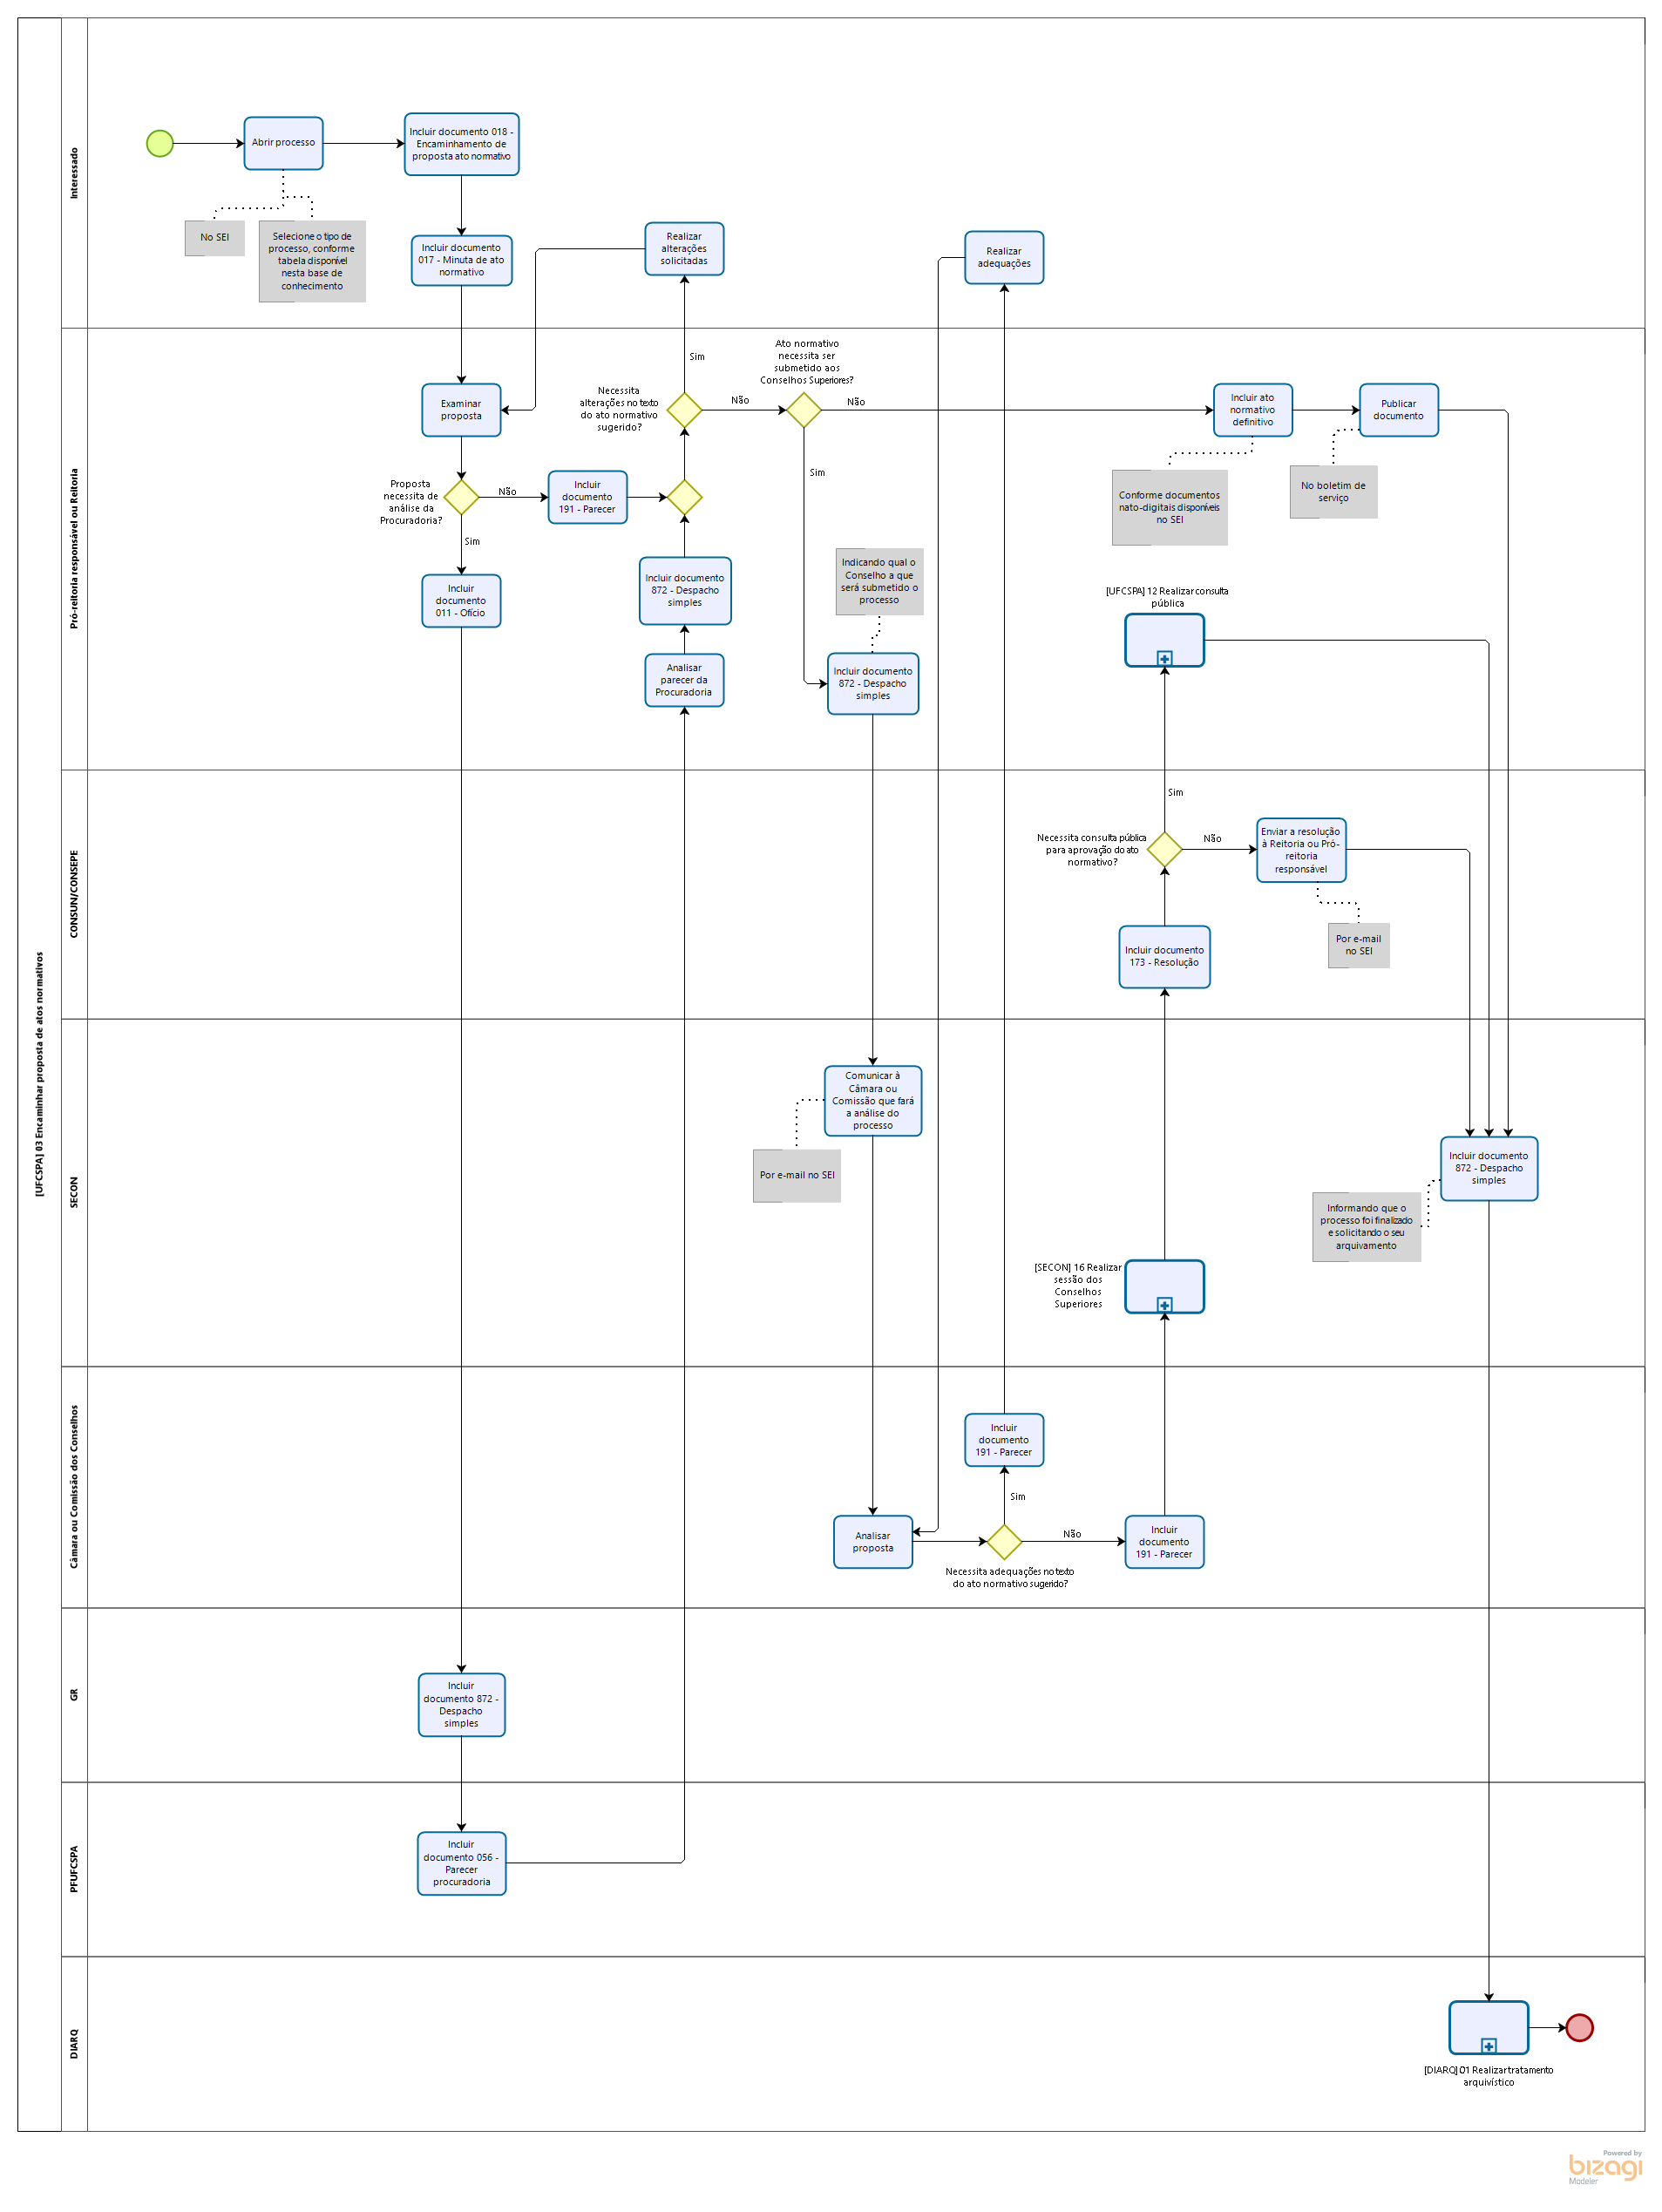 [UFCSPA] 03 Encaminhar proposta de atos normativos
Interessado
Abrir processo
Incluir documento 018 -
Encaminhamento de
proposta ato normativo
No SEI
Selecione o tipo de
processo, conforme
tabela disponível
nesta base de
conhecimento
Incluir documento
017 - Minuta de ato
normativo
Realizar
alterações
solicitadas
Realizar
adequações
Pró-reitoria responsável ou Reitoria
Examinar
proposta
Proposta
necessita de
análise da
Procuradoria?
Não
Sim
Incluir
documento
191 - Parecer
Incluir
documento
011 - Ofício
Necessita
alterações no texto
do ato normativo
sugerido?
Sim
Não
Incluir documento
872 - Despacho
simples
Analisar
parecer da
Procuradoria
Ato normativo
necessita ser
submetido aos
Conselhos Superiores?
Não
Sim
Indicando qual o
Conselho a que
será submetido o
processo
Incluir documento
872 - Despacho
simples
Incluir ato
normativo
definitivo
Publicar
documento
Conforme documentos
nato-digitais disponíveis
no SEI
No boletim de
serviço
[UFCSPA] 12 Realizar consulta
pública
CONSUN/CONSEPE
Sim
Necessita consulta pública
para aprovação do ato
normativo?
Não
Enviar a resolução
à Reitoria ou Pró-
reitoria
responsável
Por e-mail
no SEI
Incluir documento
173 - Resolução
SECON
Comunicar à
Câmara ou
Comissão que fará
a análise do
processo
Por e-mail no SEI
Incluir documento
872 - Despacho
simples
Informando que o
processo foi finalizado
e solicitando o seu
arquivamento
[SECON] 16 Realizar
sessão dos
Conselhos
Superiores
Câmara ou Comissão dos Conselhos
Incluir
documento
191 - Parecer
Sim
Analisar
proposta
Não
Incluir
documento
191 - Parecer
Necessita adequações no texto
do ato normativo sugerido?
GR
Incluir
documento 872 -
Despacho
simples
PFUFCSPA
Incluir
documento 056 -
Parecer
procuradoria
DIARQ
[DIARQ] 01 Realizar tratamento
arquivístico
Powered by
bizagi
Modeler